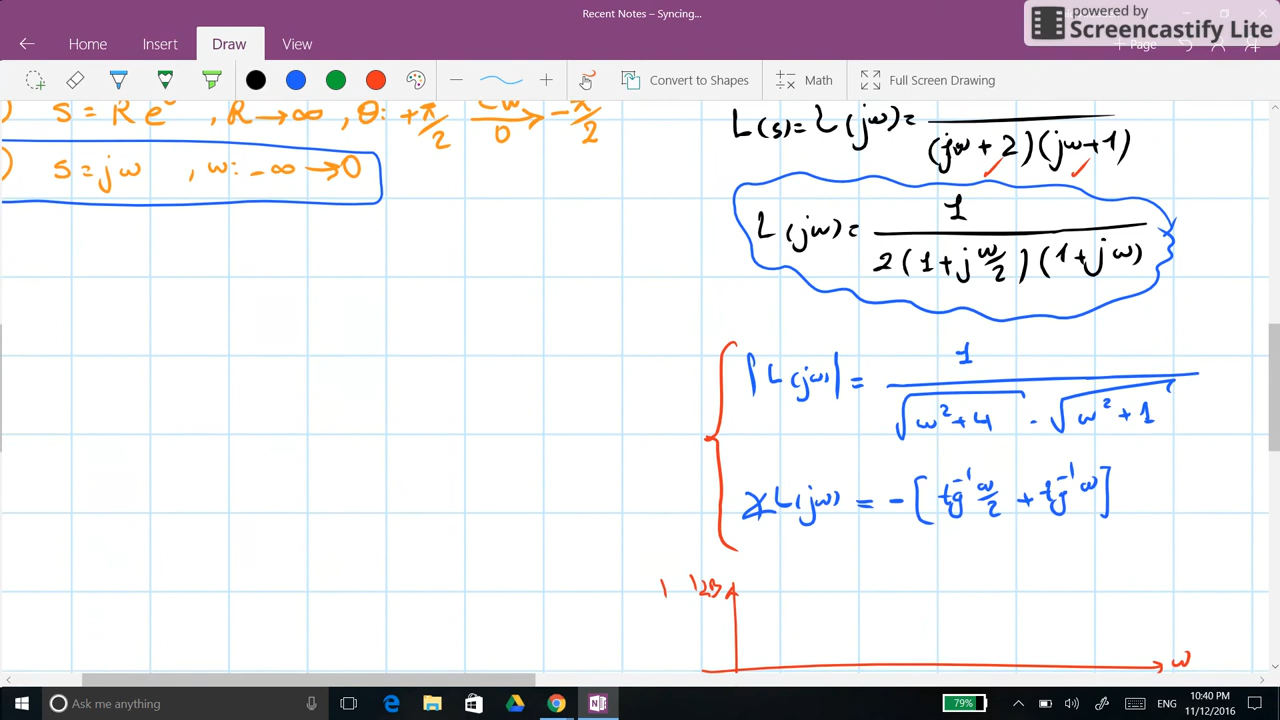 Recent Notes – Syncing...
powered by
Screencastify Lite
Home Insert Draw View
+ Page
Convert to Shapes Math Full Screen Drawing
) S = R e , R → ∞ , θ: + π/2 CW → 0 - π/2
) S = jω , ω: - ∞ → 0
L(s) = L(jω) =
(jω + 2)(jω + 1)
L(jω) = 1 / 2(1 + j ω/2)(1 + jω)
|L(jω)| = 1 / √ω² + 4 · √ω² + 1
∡L(jω) = - [tg⁻¹ ω/2 + tg⁻¹ ω]
| |
ω
Ask me anything
79%
ENG
10:40 PM
11/12/2016